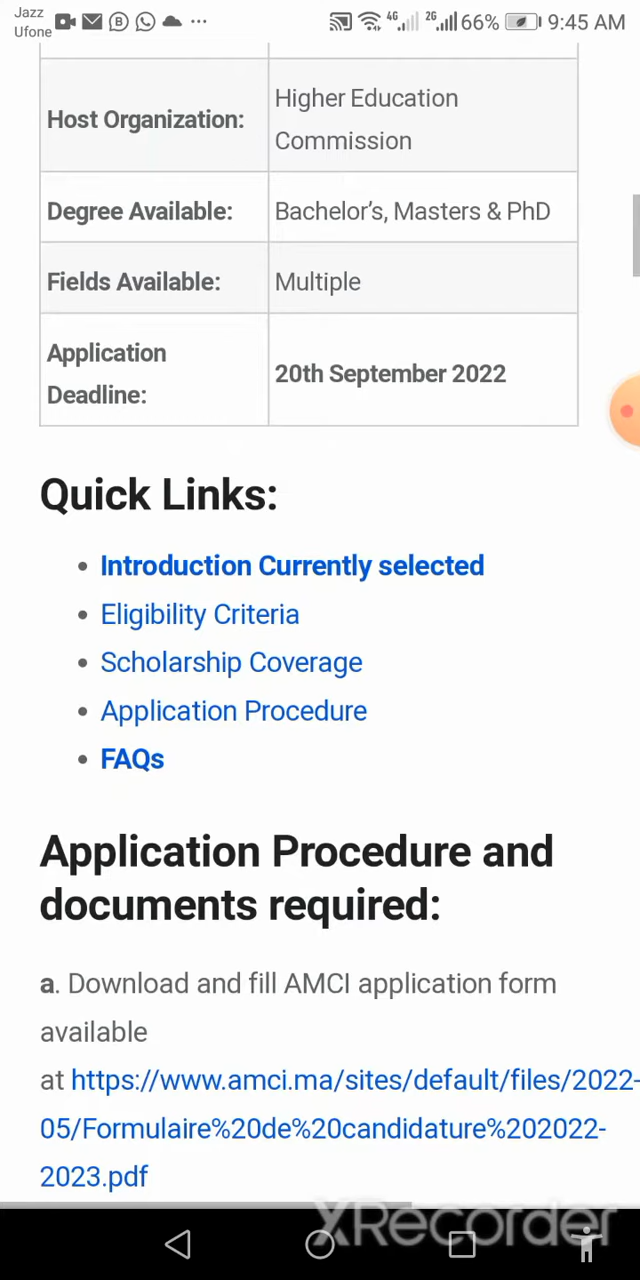 Jazz
Ufone
4G
2G
66%
9:45 AM
Host Organization:
Higher Education
Commission
Degree Available:
Bachelor’s, Masters & PhD
Fields Available:
Multiple
Application
Deadline:
20th September 2022
Quick Links:
• Introduction Currently selected
• Eligibility Criteria
• Scholarship Coverage
• Application Procedure
• FAQs
Application Procedure and
documents required:
a. Download and fill AMCI application form
available
at https://www.amci.ma/sites/default/files/2022-
05/Formulaire%20de%20candidature%202022-
2023.pdf
XRecorder